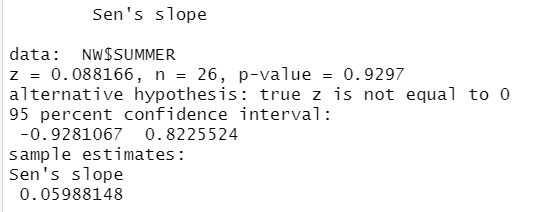 Sen's slope
data: NW$SUMMER
z = 0.088166, n = 26, p-value = 0.9297
alternative hypothesis: true z is not equal to 0
95 percent confidence interval:
-0.9281067 0.8225524
sample estimates:
Sen's slope
0.05988148